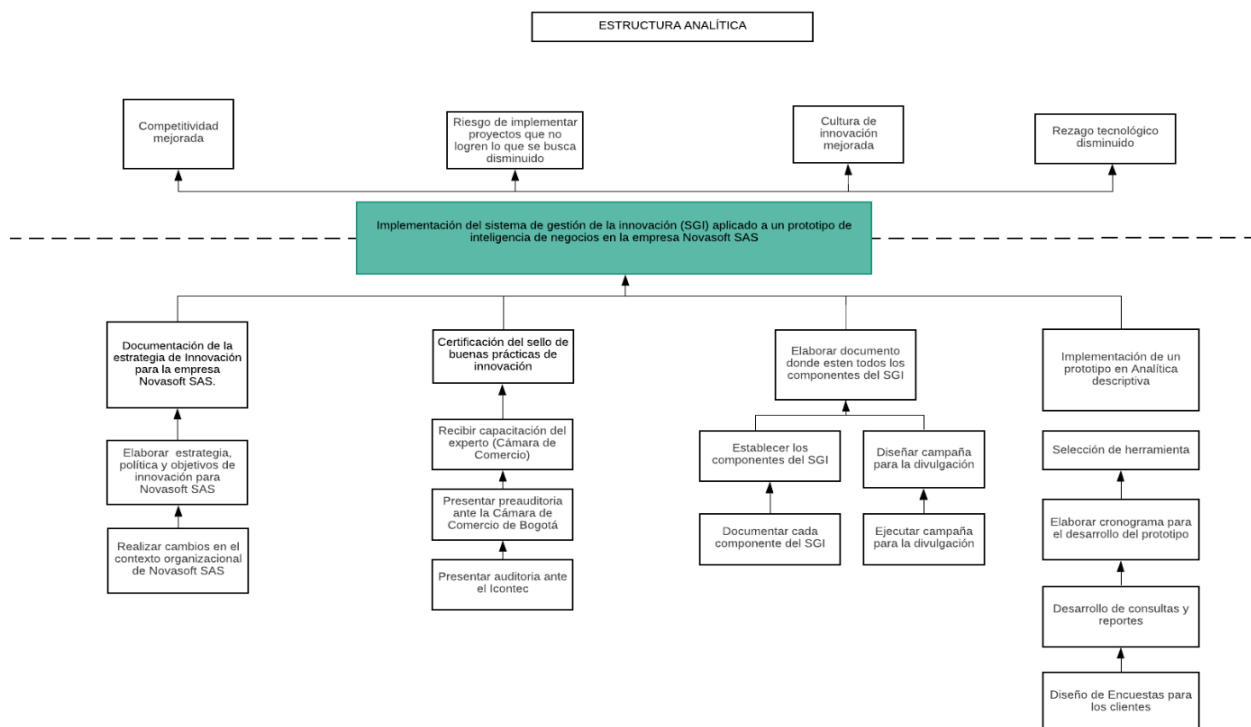 ESTRUCTURA ANALÍTICA
Competitividad
mejorada
Riesgo de implementar
proyectos que no
logren lo que se busca
disminuido
Cultura de
innovación
mejorada
Rezago tecnológico
disminuido
Implementación del sistema de gestión de la innovación (SGI) aplicado a un prototipo de
inteligencia de negocios en la empresa Novasoft SAS
Documentación de la
estrategia de Innovación
para la empresa
Novasoft SAS.
Elaborar estrategia,
política y objetivos de
innovación para
Novasoft SAS
Realizar cambios en el
contexto organizacional
de Novasoft SAS
Certificación del sello de
buenas prácticas de
innovación
Recibir capacitación del
experto (Cámara de
Comercio)
Presentar preauditoria
ante la Cámara de
Comercio de Bogotá
Presentar auditoria ante
el Icontec
Elaborar documento
donde esten todos los
componentes del SGI
Establecer los
componentes del SGI
Documentar cada
componente del SGI
Diseñar campaña
para la divulgación
Ejecutar campaña
para la divulgación
Implementación de un
prototipo en Analítica
descriptiva
Selección de herramienta
Elaborar cronograma para
el desarrollo del prototipo
Desarrollo de consultas y
reportes
Diseño de Encuestas para
los clientes